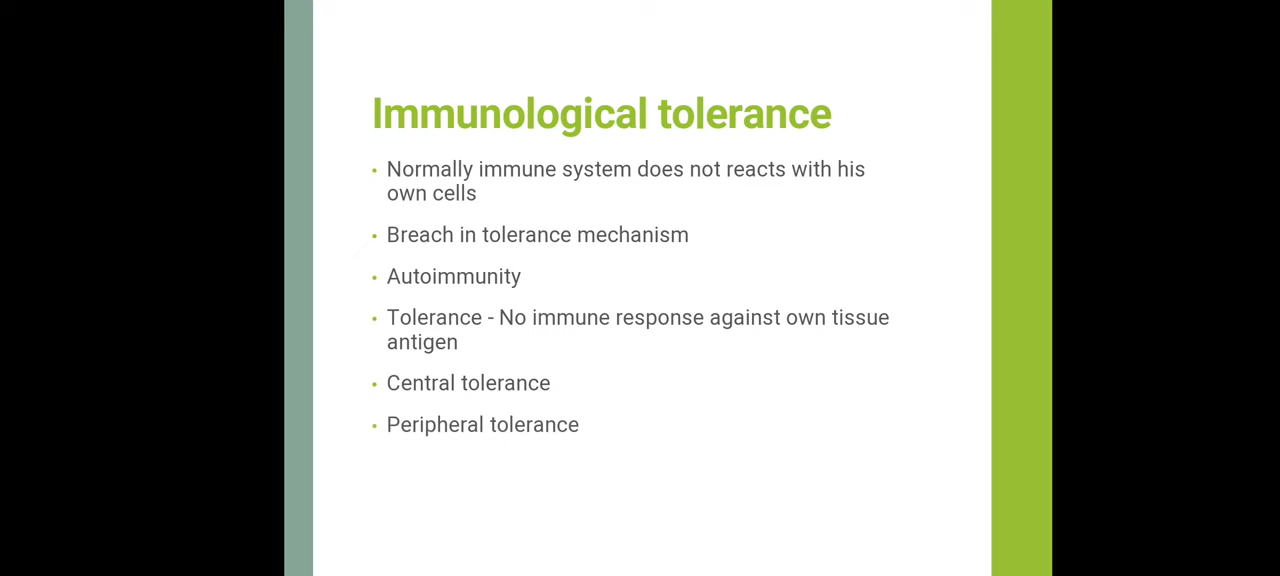 Immunological tolerance
• Normally immune system does not reacts with his
own cells
• Breach in tolerance mechanism
• Autoimmunity
• Tolerance - No immune response against own tissue
antigen
• Central tolerance
• Peripheral tolerance